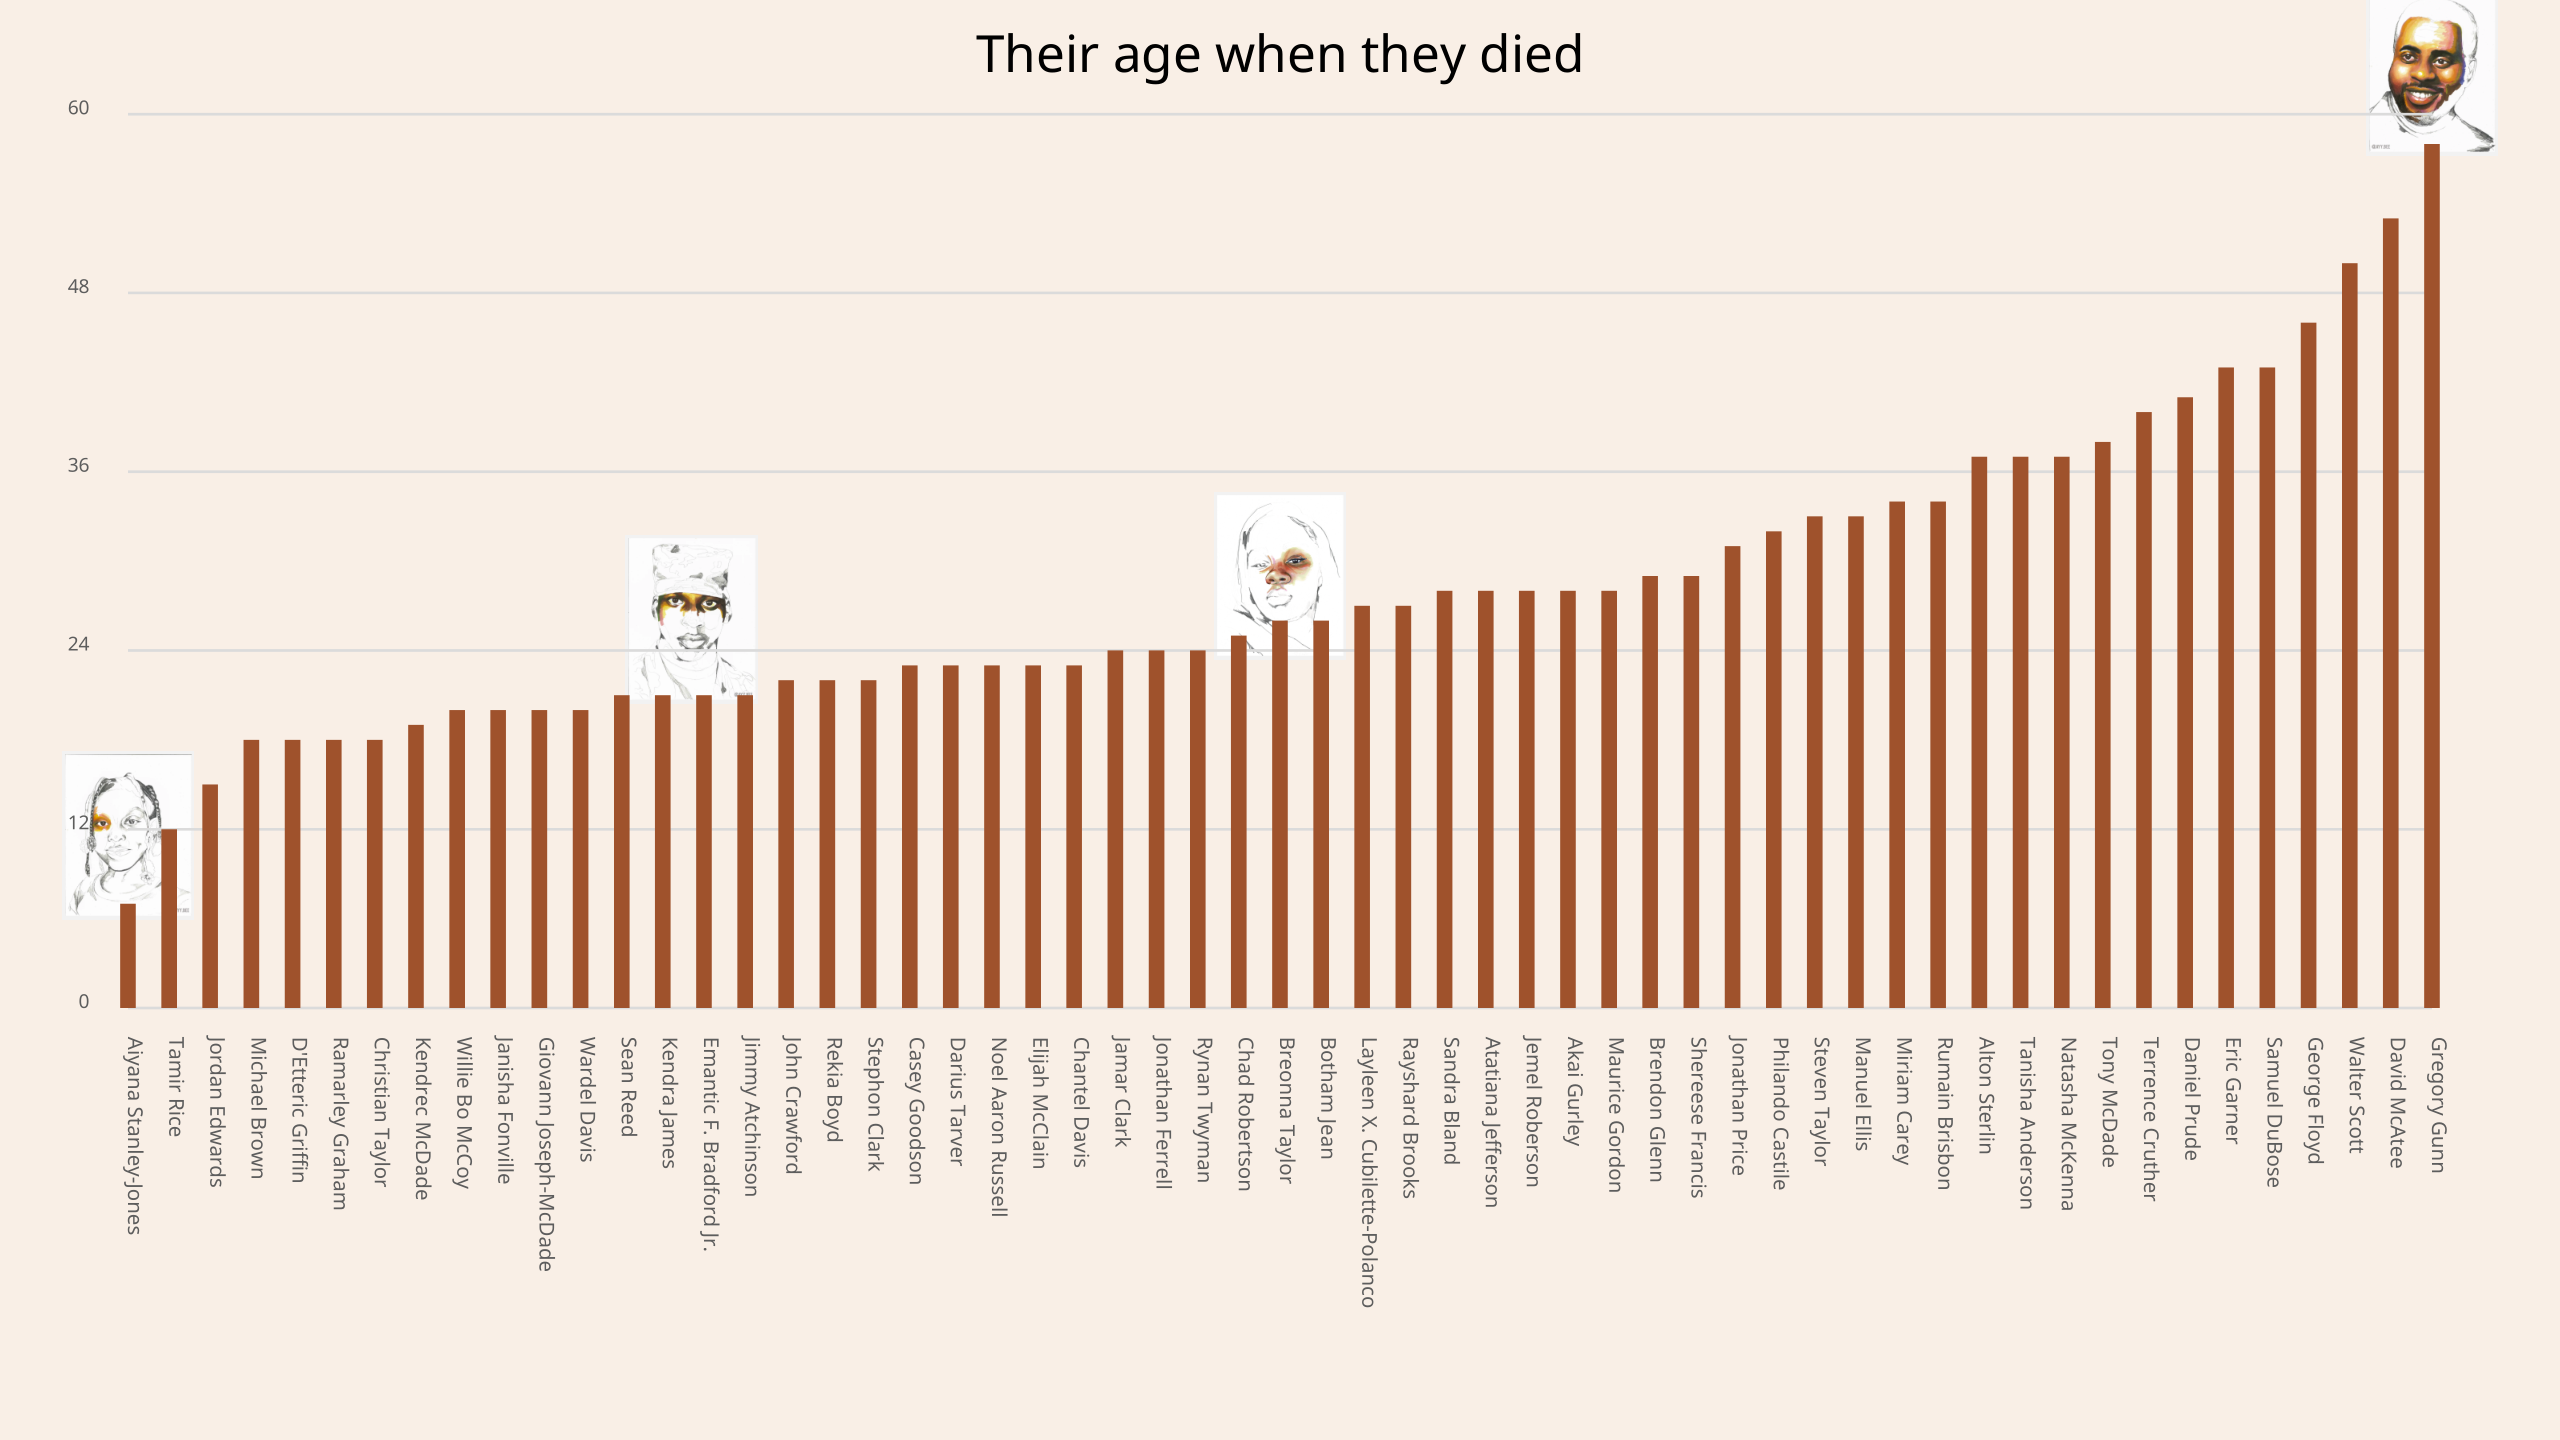 Their age when they died
60
48
36
24
12
0
Aiyana Stanley-Jones
Tamir Rice
Jordan Edwards
Michael Brown
D'Etteric Griffin
Ramarley Graham
Christian Taylor
Kendrec McDade
Willie Bo McCoy
Janisha Fonville
Giovann Joseph-McDade
Wardel Davis
Sean Reed
Kendra James
Emantic F. Bradford Jr.
Jimmy Atchinson
John Crawford
Rekia Boyd
Stephon Clark
Casey Goodson
Darius Tarver
Noel Aaron Russell
Elijah McClain
Chantel Davis
Jamar Clark
Jonathan Ferrell
Rynan Twyman
Chad Robertson
Breonna Taylor
Botham Jean
Layleen X. Cubilette-Polanco
Rayshard Brooks
Sandra Bland
Atatiana Jefferson
Jemel Roberson
Akai Gurley
Maurice Gordon
Brendon Glenn
Shereese Francis
Jonathan Price
Philando Castile
Steven Taylor
Manuel Ellis
Miriam Carey
Rumain Brisbon
Alton Sterlin
Tanisha Anderson
Natasha McKenna
Tony McDade
Terrence Cruther
Daniel Prude
Eric Garner
Samuel DuBose
George Floyd
Walter Scott
David McAtee
Gregory Gunn